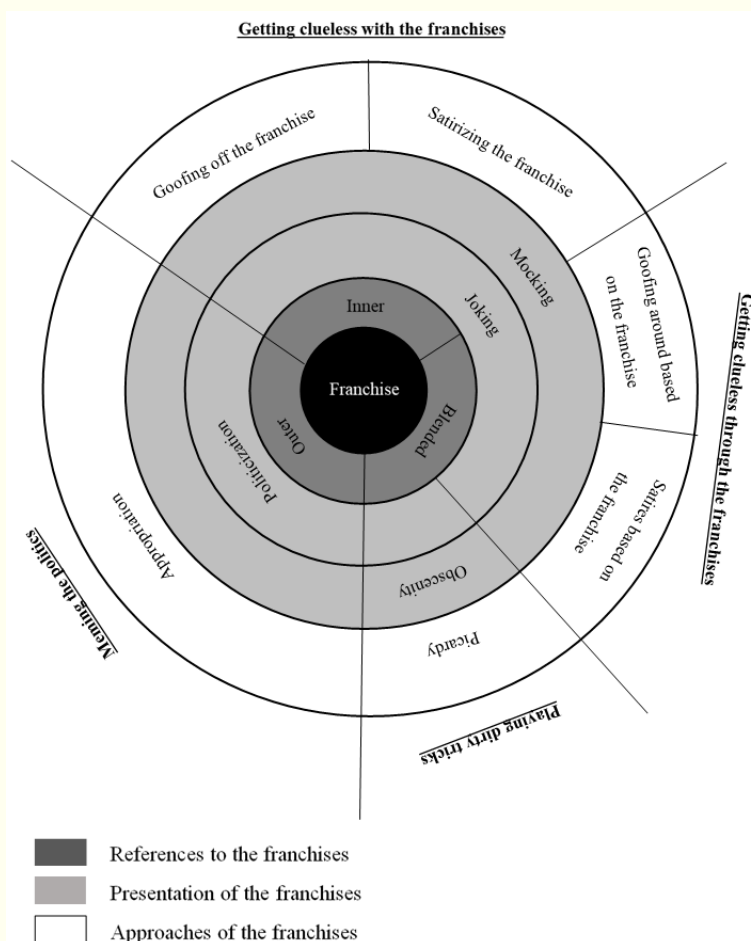 Getting clueless with the franchises
Goofing off the franchise
Satirizing the franchise
Mocking
Joking
Inner
Franchise
Blended
Outer
Politicization
Appropriation
Obscenity
Picardy
Goofing around based
on the franchise
Satires based on
the franchise
Getting clueless through the franchises
Meming the politics
Playing dirty tricks
References to the franchises
Presentation of the franchises
Approaches of the franchises